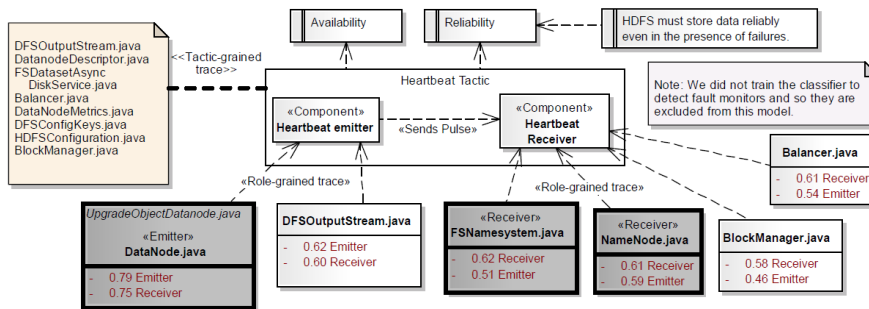 Availability
Reliability
HDFS must store data reliably
even in the presence of failures.
DFSOutputStream.java
DatanodeDescriptor.java
FSDatasetAsync
DiskService.java
Balancer.java
DataNodeMetrics.java
DFSConfigKeys.java
HDFSConfiguration.java
BlockManager.java
<<Tactic-grained
trace>>
Heartbeat Tactic
«Component»
Heartbeat emitter
«Sends Pulse»
«Component»
Heartbeat
Receiver
Note: We did not train the classifier to
detect fault monitors and so they are
excluded from this model.
«Role-grained trace»
«Role-grained trace»
UpgradeObjectDatanode.java
«Emitter»
DataNode.java
- 0.79 Emitter
- 0.75 Receiver
DFSOutputStream.java
- 0.62 Emitter
- 0.60 Receiver
«Receiver»
FSNamesystem.java
- 0.62 Receiver
- 0.51 Emitter
«Receiver»
NameNode.java
- 0.61 Receiver
- 0.59 Emitter
BlockManager.java
- 0.58 Receiver
- 0.46 Emitter
Balancer.java
- 0.61 Receiver
- 0.54 Emitter